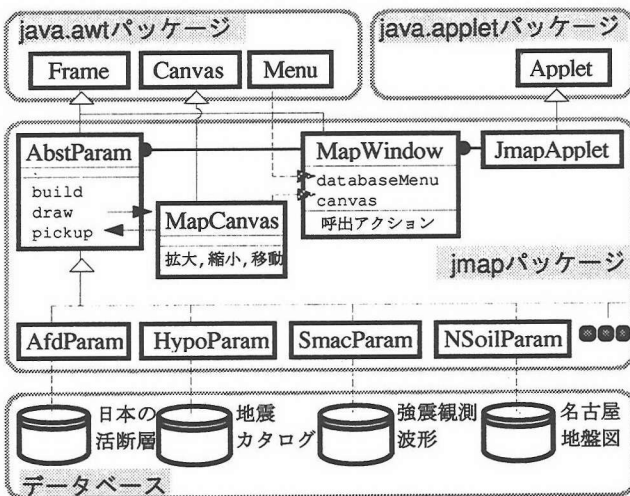 java.awtパッケージ
java.appletパッケージ
Frame
Canvas
Menu
Applet
AbstParam
build
draw
pickup
MapCanvas
拡大,縮小,移動
MapWindow
databaseMenu
canvas
呼出アクション
JmapApplet
jmapパッケージ
AfdParam
HypoParam
SmacParam
NSoilParam
日本の
活断層
地震
カタログ
強震観測
波形
名古屋
地盤図
データベース